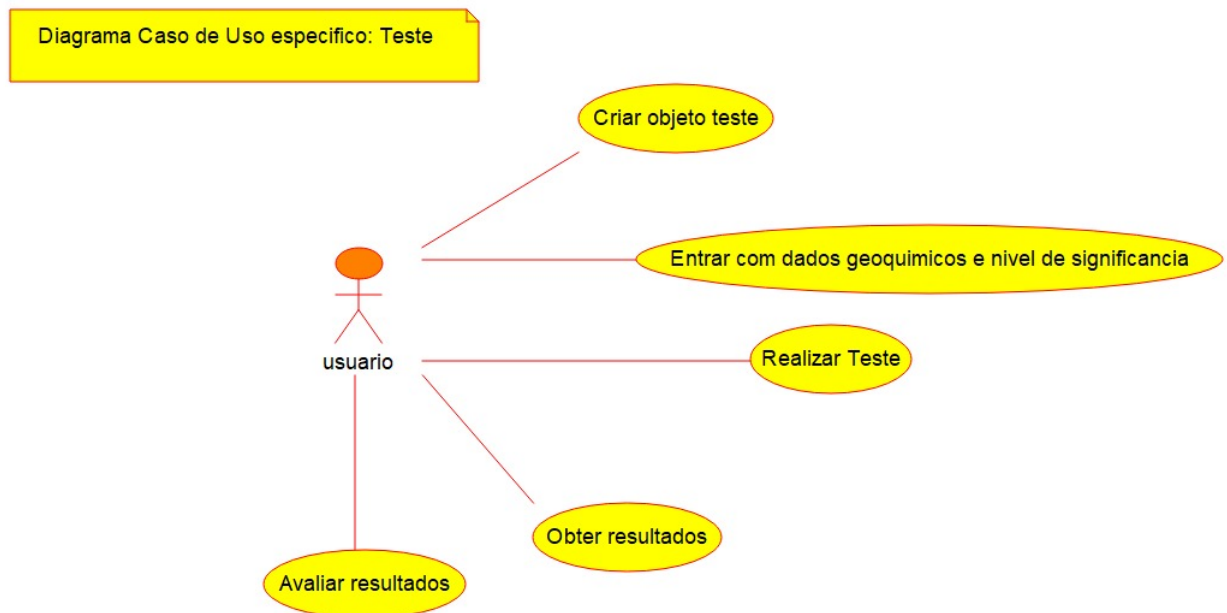 Diagrama Caso de Uso especifico: Teste
Criar objeto teste
Entrar com dados geoquimicos e nivel de significancia
Realizar Teste
usuario
Obter resultados
Avaliar resultados